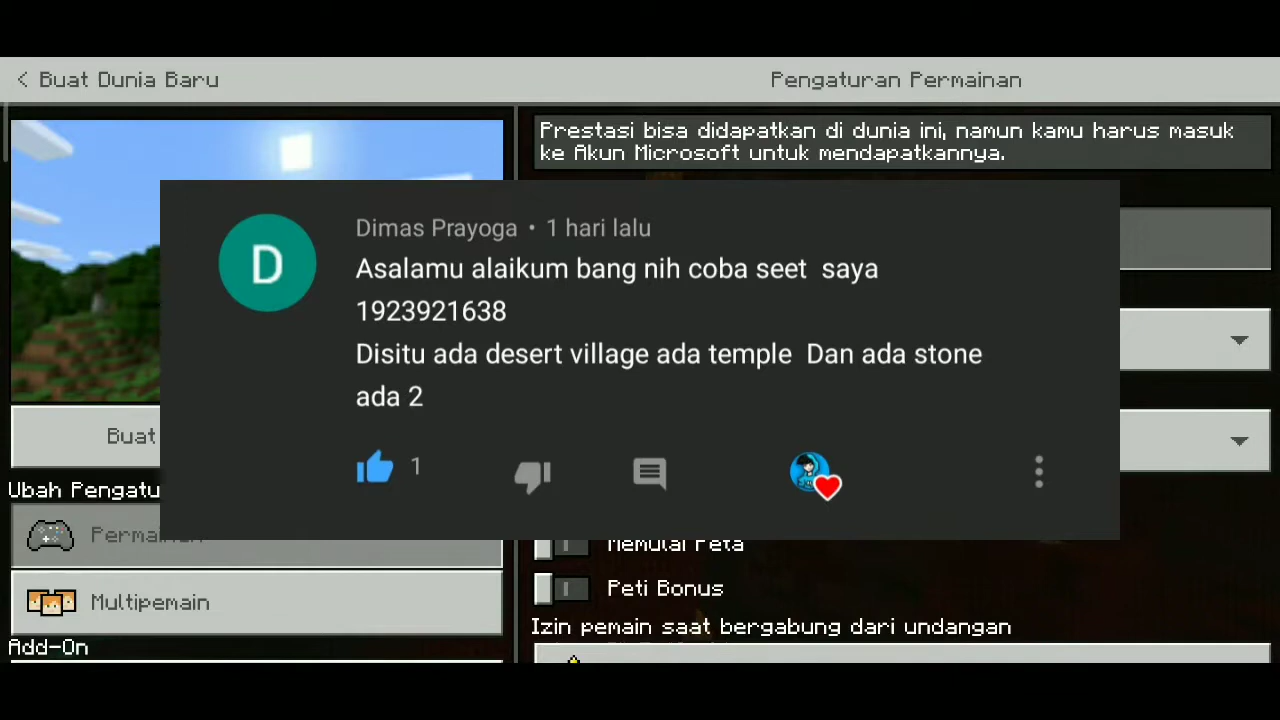 < Buat Dunia Baru
Pengaturan Permainan
Prestasi bisa didapatkan di dunia ini, namun kamu harus masuk
ke Akun Microsoft untuk mendapatkannya.
D
Dimas Prayoga • 1 hari lalu
Asalamu alaikum bang nih coba seet saya
1923921638
Disitu ada desert village ada temple Dan ada stone
ada 2
1
Buat
Ubah Pengatu
Permainan
Multipemain
Add-On
Memulai Peta
Peti Bonus
Izin pemain saat bergabung dari undangan